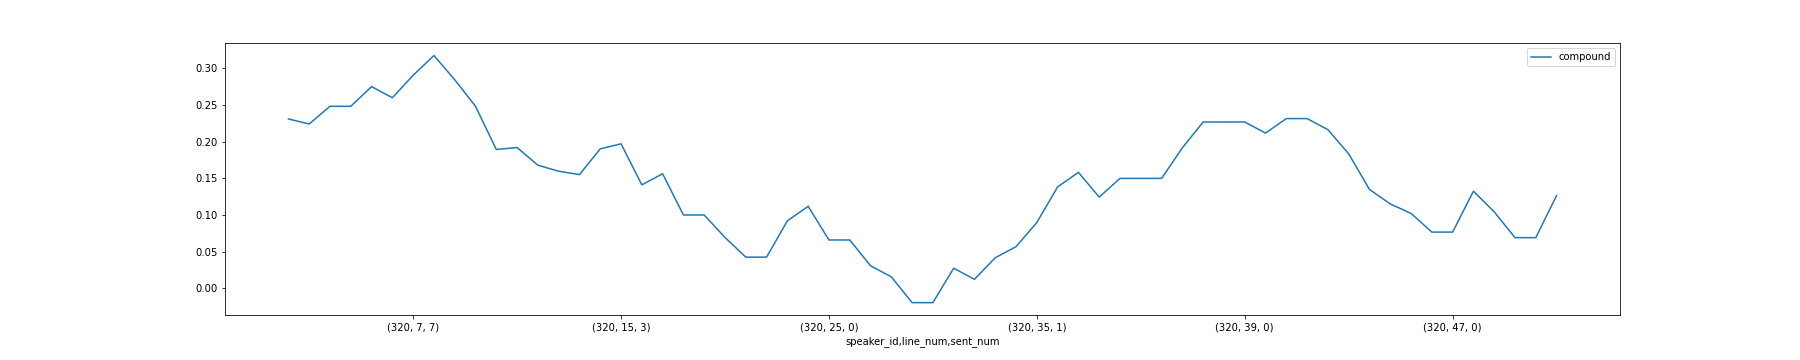 compound
0.30
0.25
0.20
0.15
0.10
0.05
0.00
(320, 7, 7) (320, 15, 3) (320, 25, 0) (320, 35, 1) (320, 39, 0) (320, 47, 0)
speaker_id,line_num,sent_num